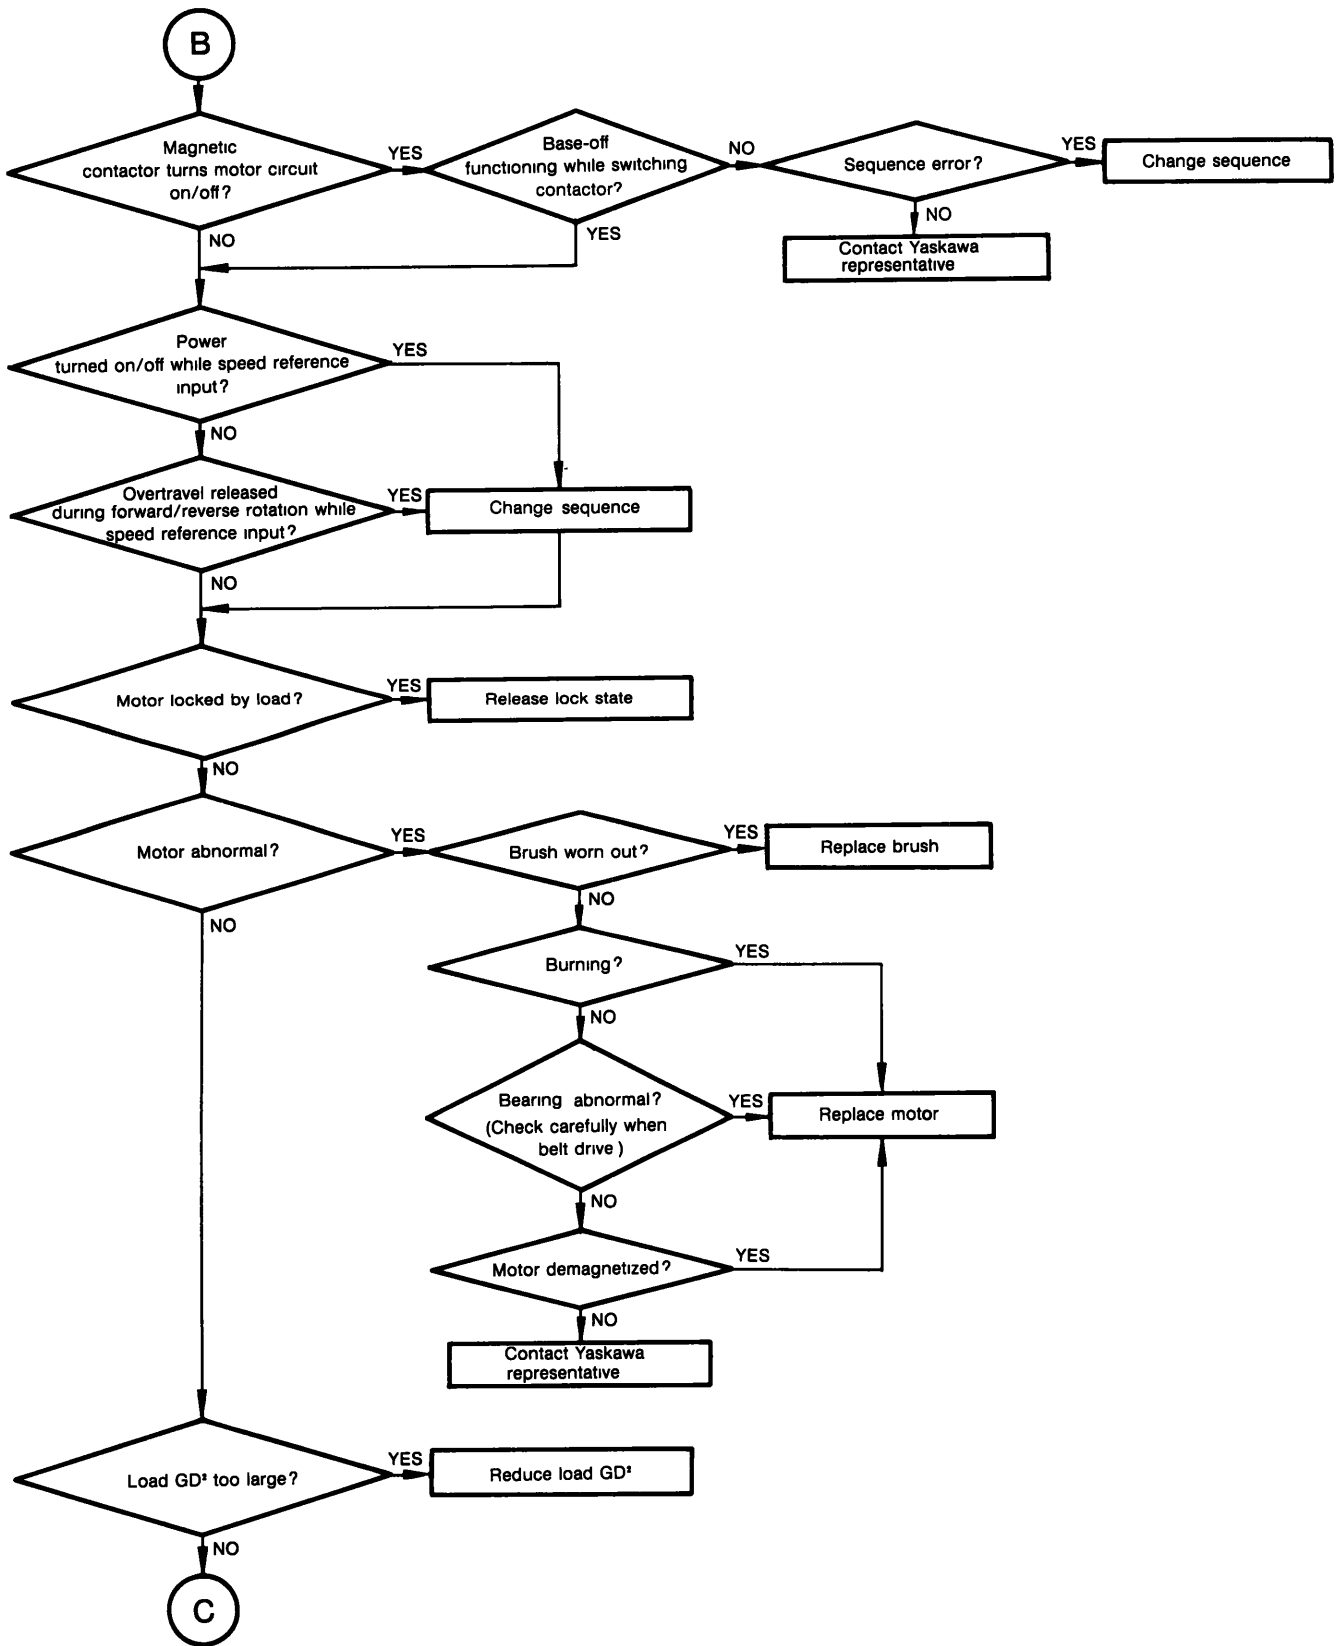 B
Magnetic
contactor turns motor circuit
on/off?
YES
Base-off
functioning while switching
contactor?
NO
Sequence error?
YES
Change sequence
NO
YES
NO
Contact Yaskawa
representative
Power
turned on/off while speed reference
input?
YES
NO
Overtravel released
during forward/reverse rotation while
speed reference input?
YES
Change sequence
NO
Motor locked by load?
YES
Release lock state
NO
Motor abnormal?
YES
Brush worn out?
YES
Replace brush
NO
NO
Burning?
YES
NO
Bearing abnormal?
(Check carefully when
belt drive)
YES
Replace motor
NO
Motor demagnetized?
YES
NO
Contact Yaskawa
representative
Load GD² too large?
YES
Reduce load GD²
NO
C